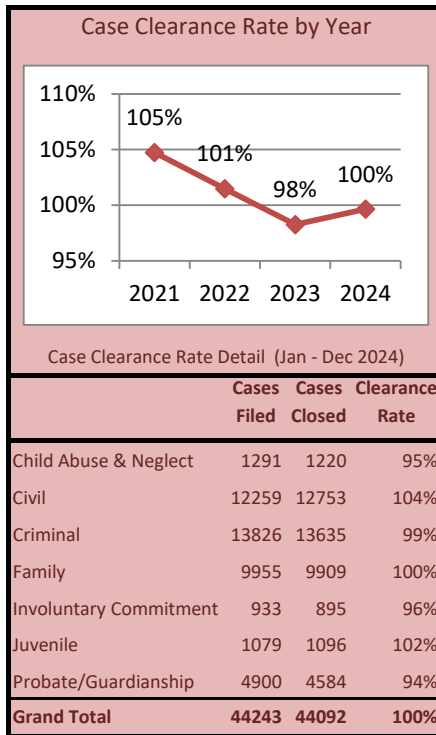 Case Clearance Rate by Year
110%
105%
100%
95%
105%
101%
98%
100%
2021 2022 2023 2024
Case Clearance Rate Detail (Jan - Dec 2024)
Cases Cases Clearance
Filed Closed Rate
Child Abuse & Neglect 1291 1220 95%
Civil 12259 12753 104%
Criminal 13826 13635 99%
Family 9955 9909 100%
Involuntary Commitment 933 895 96%
Juvenile 1079 1096 102%
Probate/Guardianship 4900 4584 94%
Grand Total 44243 44092 100%